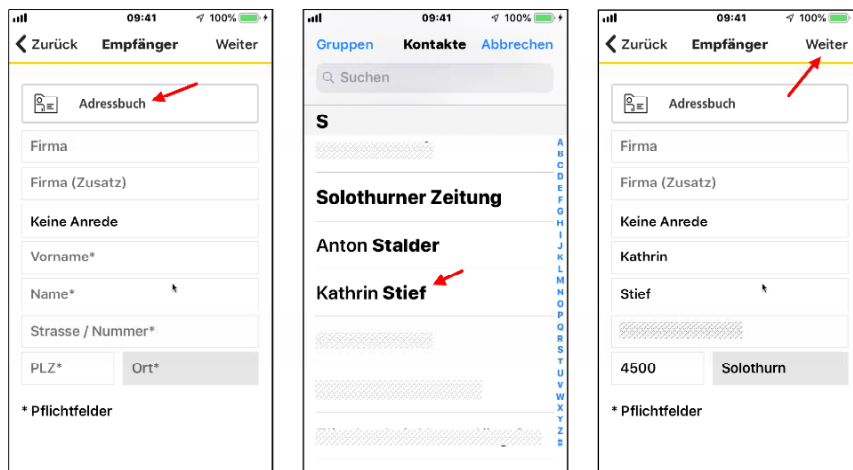 09:41
100%
Zurück Empfänger Weiter
Adressbuch
Firma
Firma (Zusatz)
Keine Anrede
Vorname*
Name*
Strasse / Nummer*
PLZ* Ort*
* Pflichtfelder
09:41
100%
Gruppen Kontakte Abbrechen
Suchen
S
Solothurner Zeitung
Anton Stalder
Kathrin Stief
A
B
C
D
E
F
G
H
I
J
K
L
M
N
O
P
Q
R
S
T
U
V
W
X
Y
Z
#
09:41
100%
Zurück Empfänger Weiter
Adressbuch
Firma
Firma (Zusatz)
Keine Anrede
Kathrin
Stief
4500 Solothurn
* Pflichtfelder